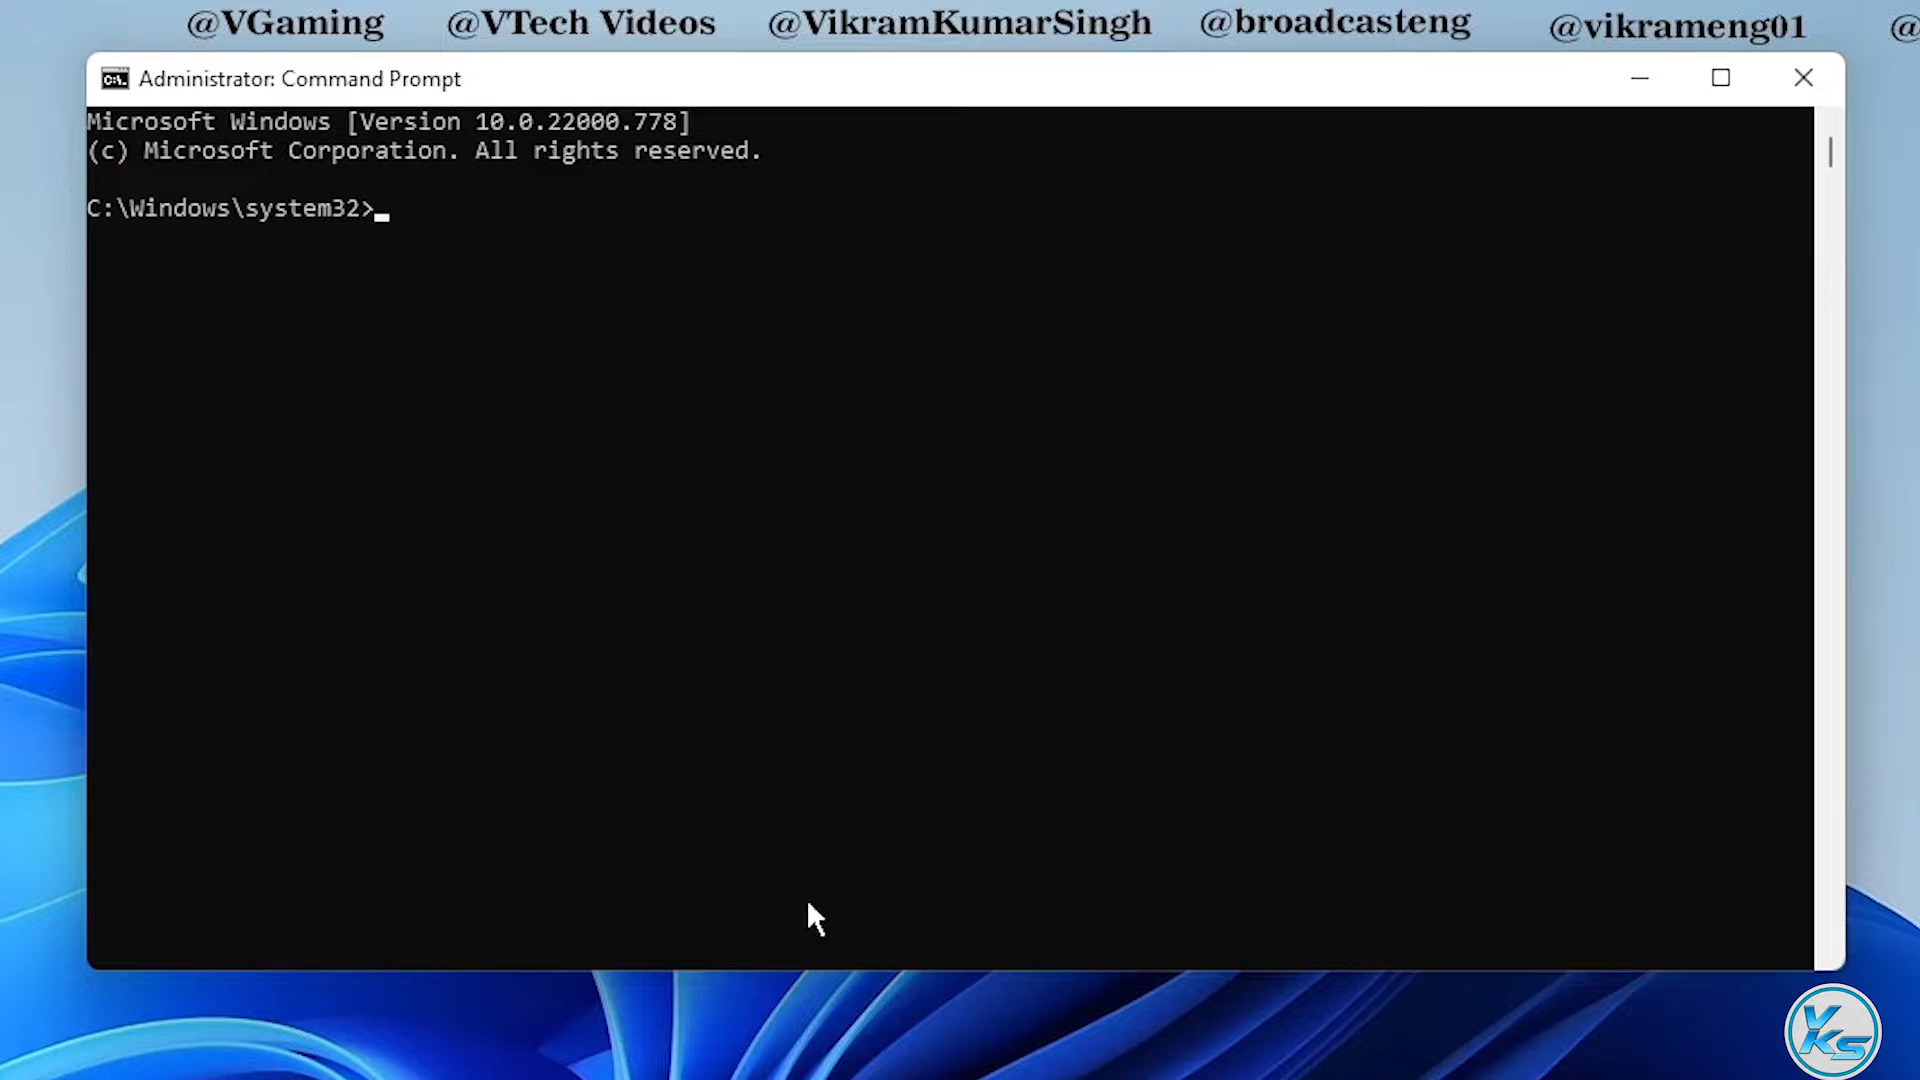 @VGaming @VTech Videos @VikramKumarSingh @broadcasteng @vikrameng01 @
Administrator: Command Prompt
Microsoft Windows [Version 10.0.22000.778]
(c) Microsoft Corporation. All rights reserved.
C:\Windows\system32>
VKS